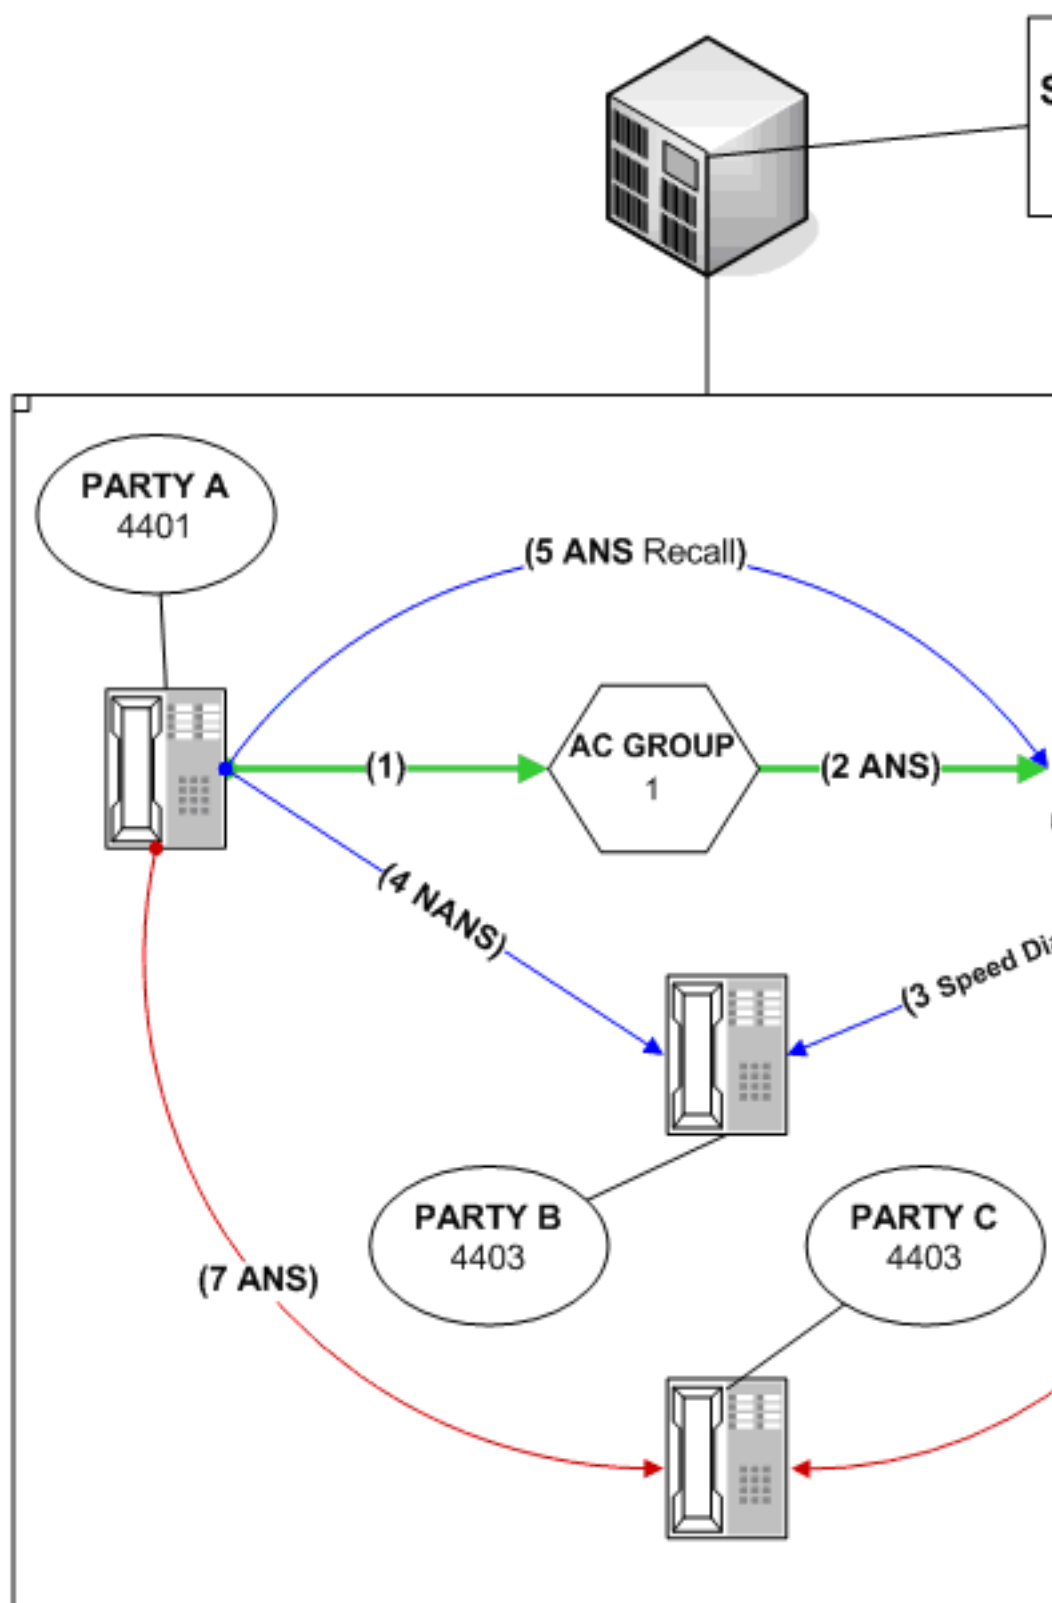 PARTY A
4401
(5 ANS Recall)
(1)
AC GROUP
1
(2 ANS)
(4 NANS)
(3 Speed
PARTY B
4403
PARTY C
4403
(7 ANS)